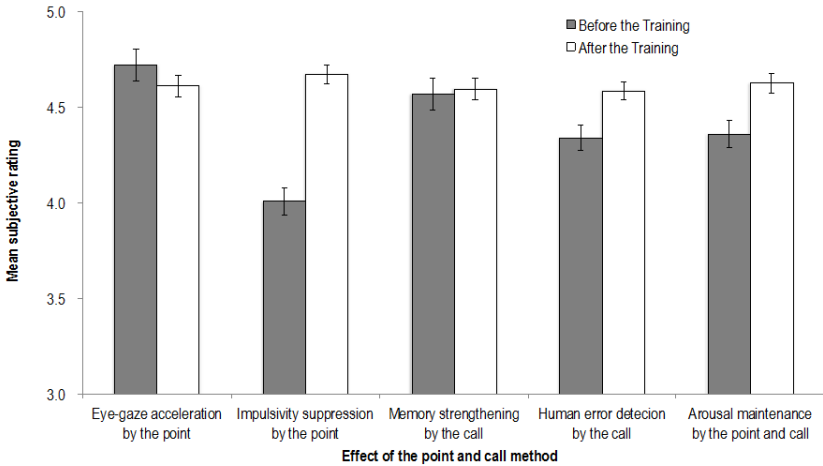 5.0
4.5
4.0
3.5
3.0
Mean subjective rating
Before the Training
After the Training
Eye-gaze acceleration
by the point
Impulsivity suppression
by the point
Memory strengthening
by the call
Human error detecion
by the call
Arousal maintenance
by the point and call
Effect of the point and call method